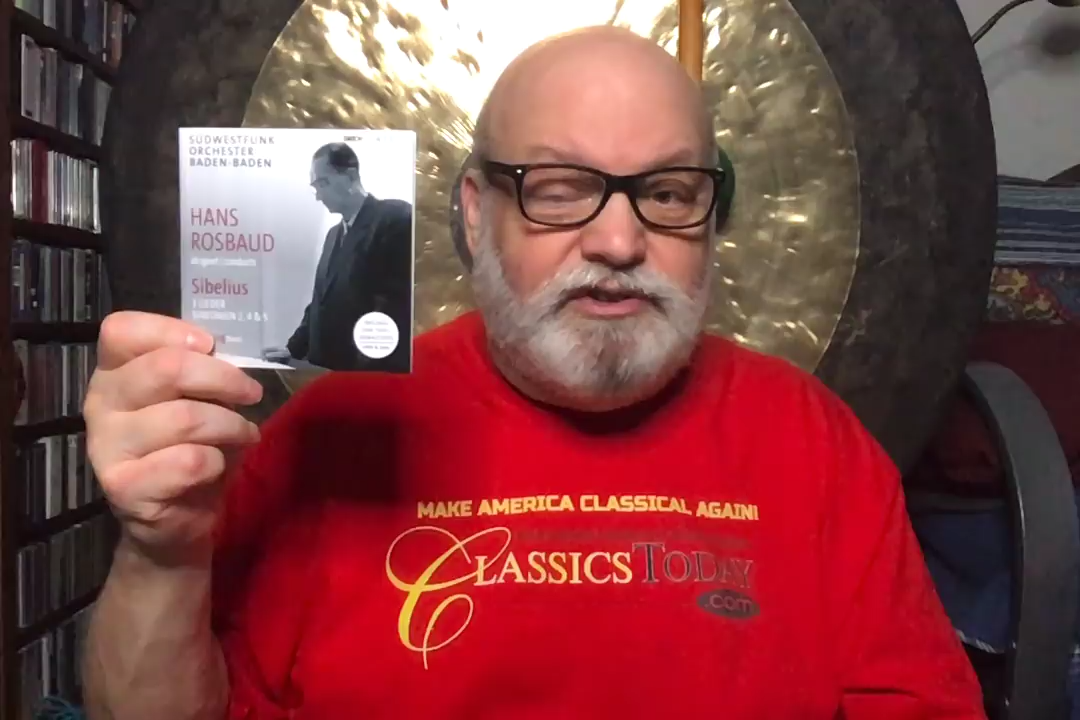 SÜDWESTFUNK
ORCHESTER
BADEN-BADEN
HANS
ROSBAUD
dirigiert | conducts
Sibelius
LIEDER
SINFONIEN 2, 4 & 5
MAKE AMERICA CLASSICAL AGAIN!
CLASSICSTODAY
.com